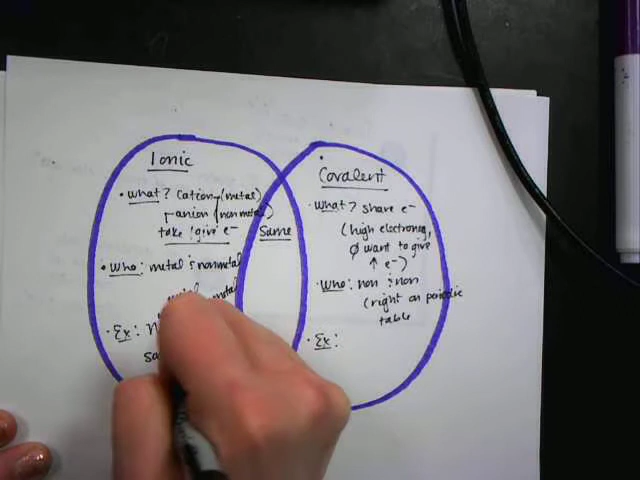 Ionic
• what? cation (metal)
+ anion (nonmetal)
take / give e-
• Who: metal : nonmetal
metal
• Ex: N
Same
Covalent
• what? share e-
(high electroneg,
ø want to give
↑ e-)
• Who: non : non
(right on periodic
table
• Ex: